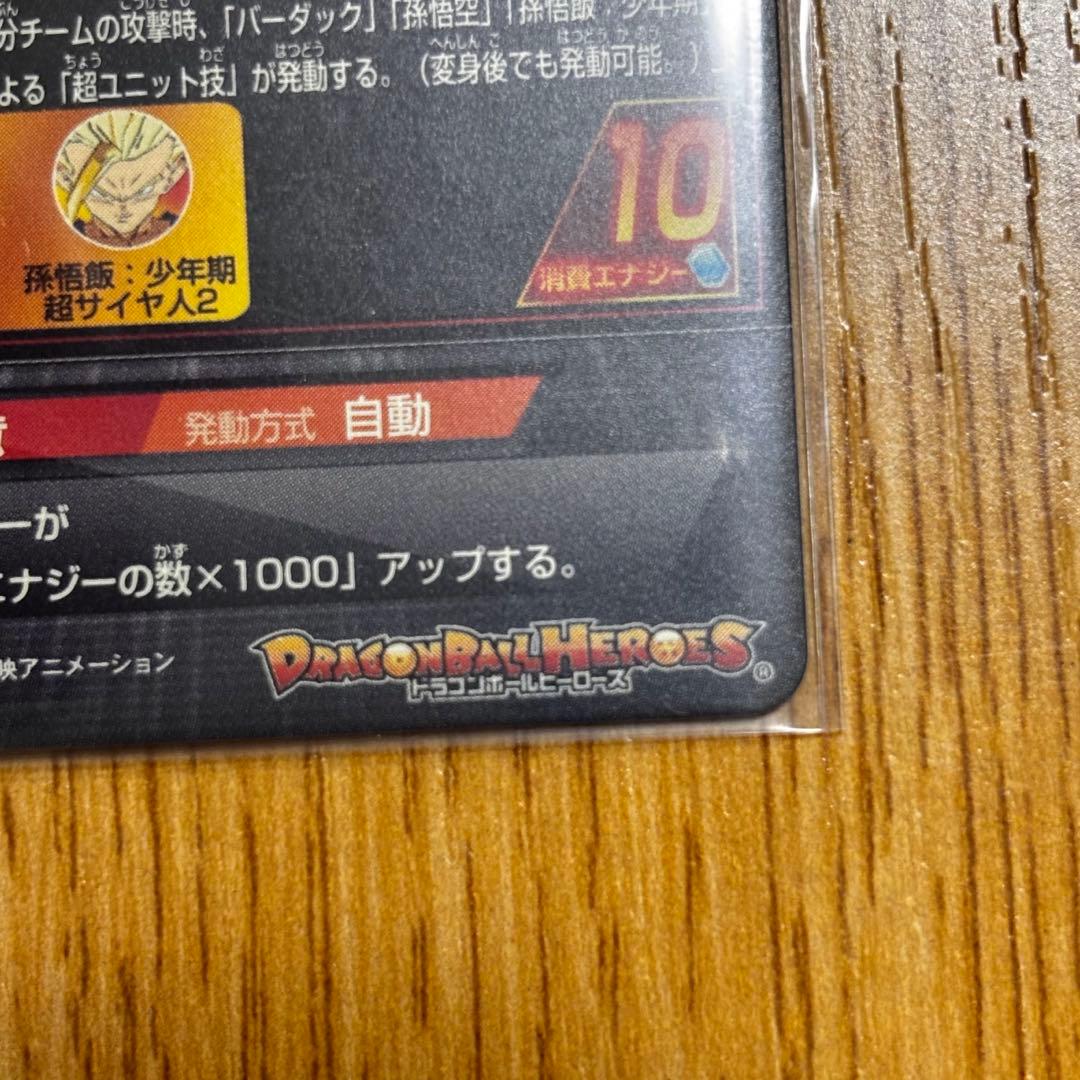 分チームの攻撃時、「バーダック」「孫悟空」「孫悟飯：少年期
よる「超ユニット技」が発動する。（変身後でも発動可能。）
10
消費エナジー
孫悟飯：少年期
超サイヤ人2
発動方式 自動
ーが
エナジーの数×1000」アップする。
映アニメーション
DRAGONBALLHEROES®
ドラゴンボールヒーローズ